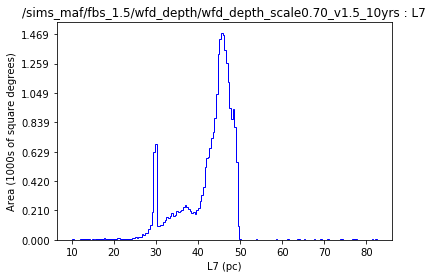 /sims_maf/fbs_1.5/wfd_depth/wfd_depth_scale0.70_v1.5_10yrs : L7
1.469
1.259
1.049
0.839
0.629
0.420
0.210
0.000
Area (1000s of square degrees)
10 20 30 40 50 60 70 80
L7 (pc)